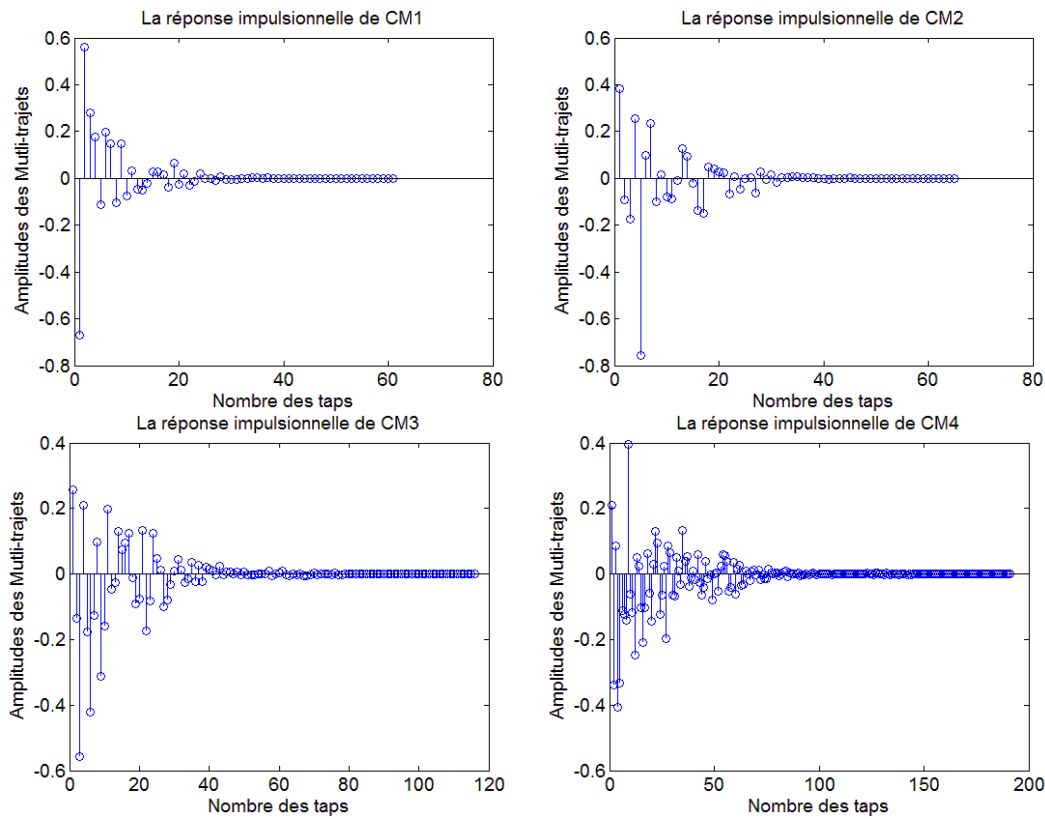 La réponse impulsionnelle de CM1
0.6
0.4
0.2
0
-0.2
-0.4
-0.6
-0.8
Amplitudes des Mutli-trajets
0 20 40 60 80
Nombre des taps
La réponse impulsionnelle de CM2
0.6
0.4
0.2
0
-0.2
-0.4
-0.6
-0.8
Amplitudes des Mutli-trajets
0 20 40 60 80
Nombre des taps
La réponse impulsionnelle de CM3
0.4
0.2
0
-0.2
-0.4
-0.6
Amplitudes des Mutli-trajets
0 20 40 60 80 100 120
Nombre des taps
La réponse impulsionnelle de CM4
0.4
0.2
0
-0.2
-0.4
-0.6
Amplitudes des Mutli-trajets
0 50 100 150 200
Nombre des taps